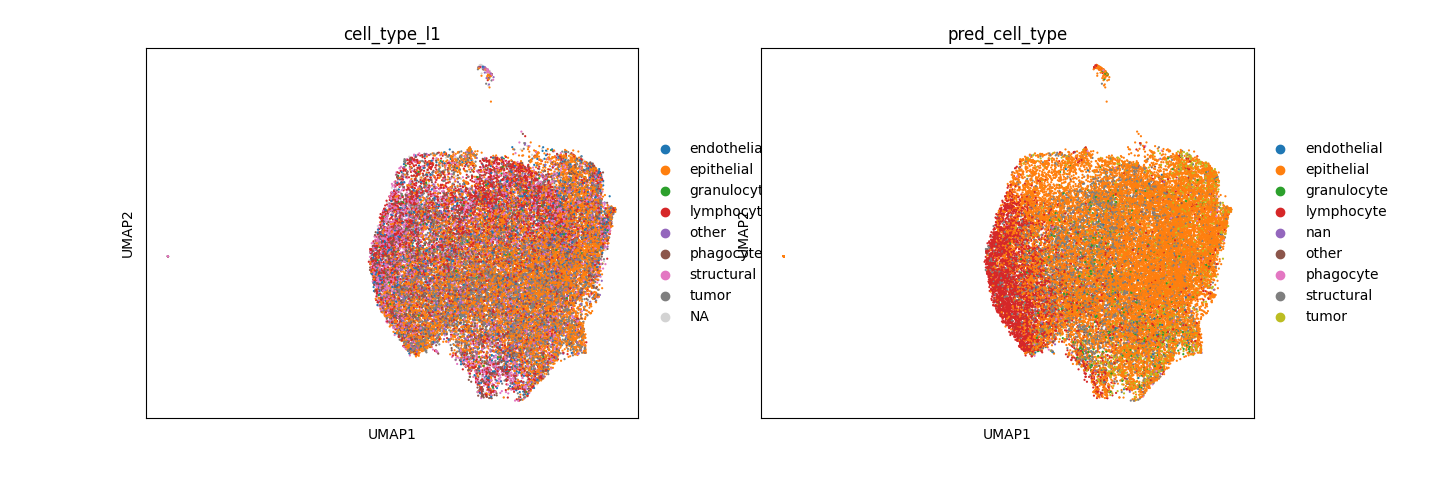 cell_type_l1
UMAP2
UMAP1
endothelia
epithelial
granulocyt
lymphocyt
other
phagocyte
structural
tumor
NA
pred_cell_type
UMAP2
UMAP1
endothelial
epithelial
granulocyte
lymphocyte
nan
other
phagocyte
structural
tumor